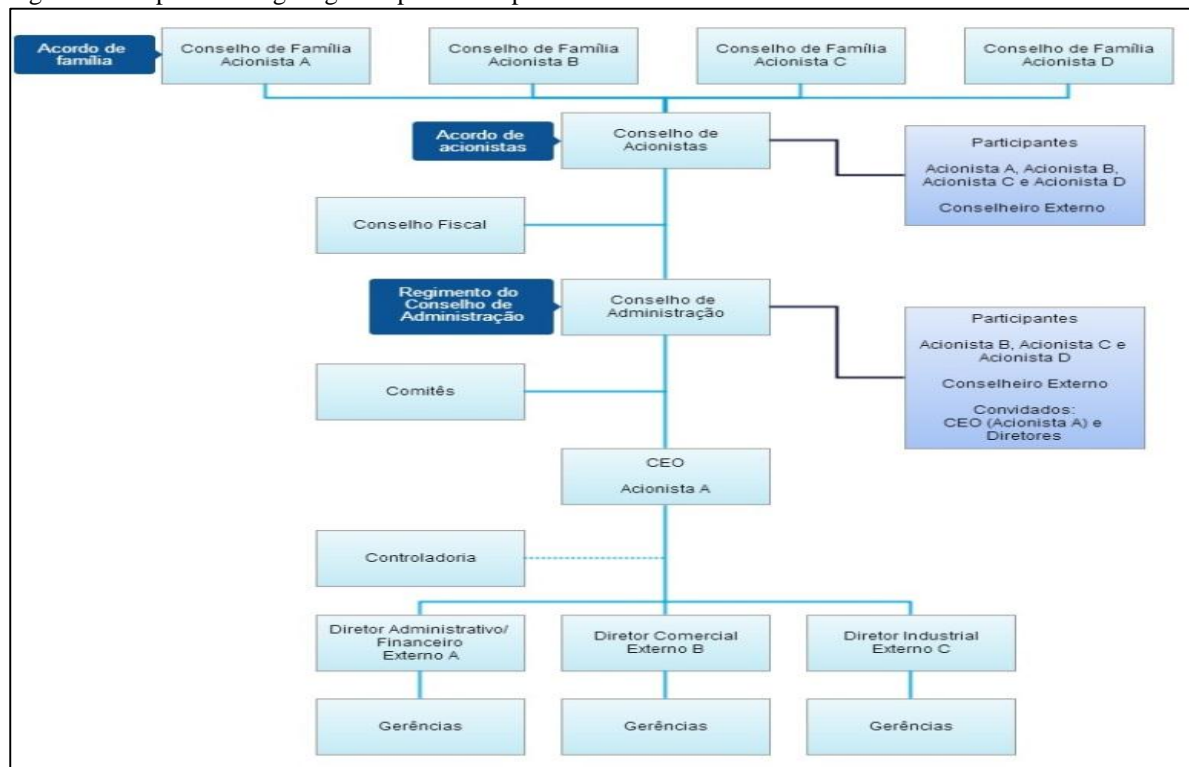 Acordo de
família
Conselho de Família
Acionista A
Conselho de Família
Acionista B
Conselho de Família
Acionista C
Conselho de Família
Acionista D
Acordo de
acionistas
Conselho de
Acionistas
Participantes
Acionista A, Acionista B,
Acionista C e Acionista D
Conselheiro Externo
Conselho Fiscal
Regimento do
Conselho de
Administração
Conselho de
Administração
Participantes
Acionista B, Acionista C e
Acionista D
Conselheiro Externo
Convidados:
CEO (Acionista A) e
Diretores
Comitês
CEO
Acionista A
Controladoria
Diretor Administrativo/
Financeiro
Externo A
Diretor Comercial
Externo B
Diretor Industrial
Externo C
Gerências
Gerências
Gerências